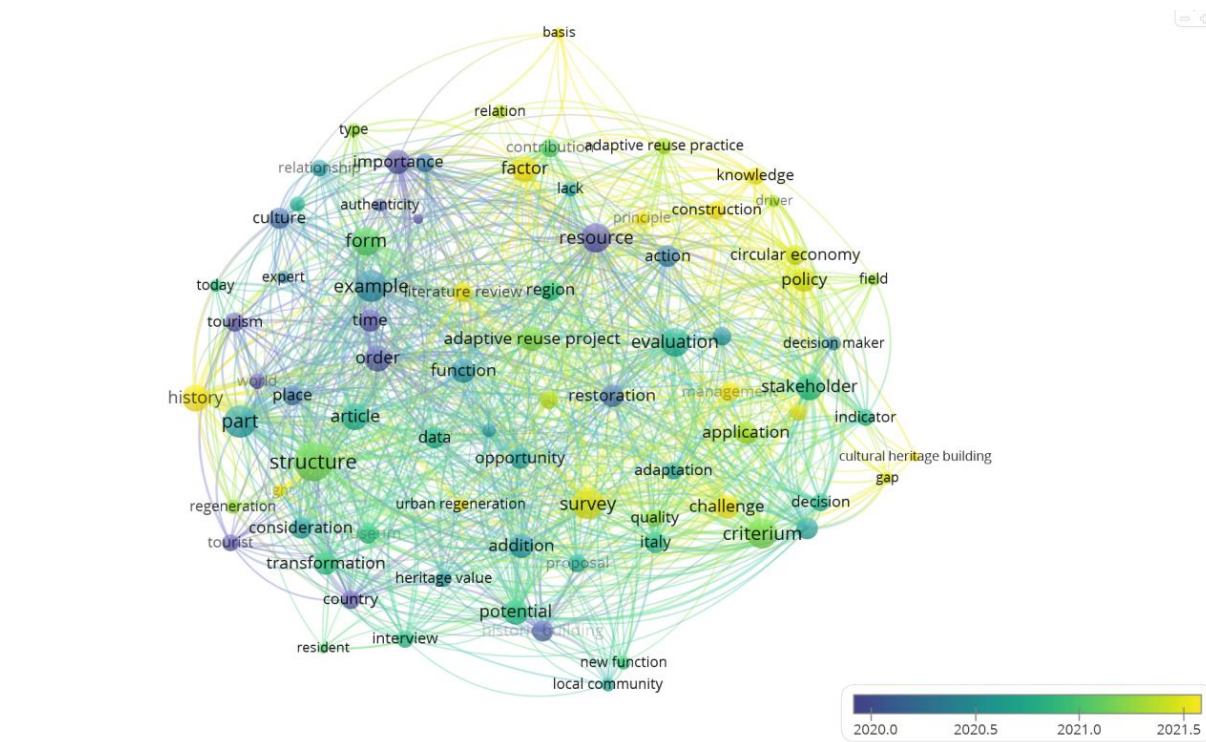 basis
relation
type
contribution
adaptive reuse practice
relationship
importance
factor
knowledge
lack
authenticity
driver
culture
principle
construction
form
resource
action
circular economy
today
expert
example
literature review
region
policy
field
tourism
time
adaptive reuse project
evaluation
decision maker
order
function
world
history
place
restoration
management
stakeholder
part
article
data
application
indicator
structure
opportunity
adaptation
cultural heritage building
gap
regeneration
urban regeneration
survey
quality
challenge
decision
consideration
criterium
tourist
addition
italy
transformation
heritage value
proposal
country
potential
historic building
resident
interview
new function
local community
2020.0
2020.5
2021.0
2021.5